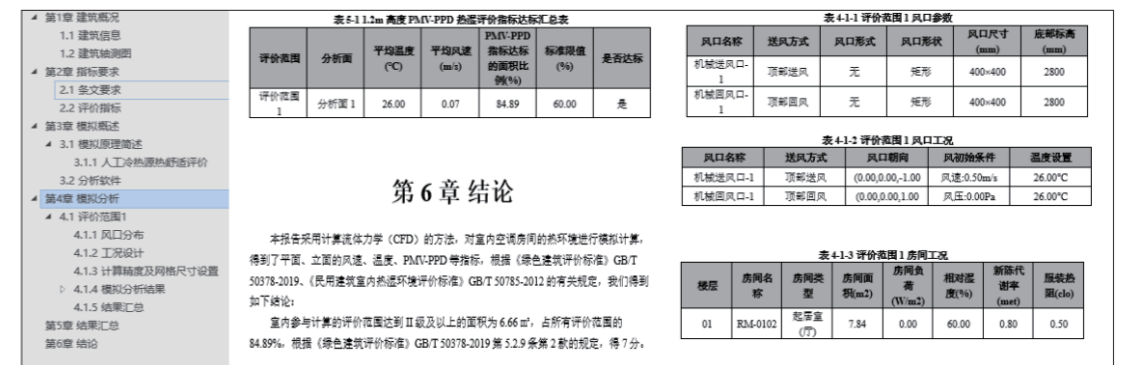 第1章 建筑概况
1.1 建筑信息
1.2 建筑轴测图
第2章 指标要求
2.1 条文要求
2.2 评价指标
第3章 模拟概述
3.1 模拟原理简述
3.1.1 人工冷热源热舒适评价
3.2 分析软件
第4章 模拟分析
4.1 评价范围1
4.1.1 风口分布
4.1.2 工况设计
4.1.3 计算精度及网格尺寸设置
4.1.4 模拟分析结果
4.1.5 结果汇总
第5章 结果汇总
第6章 结论
表 5-1 1.2m 高度 PMV-PPD 热湿评价指标达标汇总表
评价范围 分析面 平均温度(℃) 平均风速(m/s) PMV-PPD指标达标的面积比例(%) 标准限值(%) 是否达标
评价范围1 分析面 1 26.00 0.07 84.89 60.00 是
第 6 章 结论
本报告采用计算流体力学（CFD）的方法，对室内空调房间的热环境进行模拟计算，
得到了平面、立面的风速、温度、PMV-PPD 等指标，根据《绿色建筑评价标准》GB/T
50378-2019、《民用建筑室内热湿环境评价标准》GB/T 50785-2012 的有关规定，我们得到
如下结论：
室内参与计算的评价范围达到 II 级及以上的面积为 6.66 ㎡，占所有评价范围的
84.89%，根据《绿色建筑评价标准》GB/T 50378-2019 第 5.2.9 条第 2 款的规定，得 7 分。
表 4-1-1 评价范围 1 风口参数
风口名称 送风方式 风口形式 风口形状 风口尺寸(mm) 底部标高(mm)
机械送风口-1 顶部送风 无 矩形 400×400 2800
机械回风口-1 顶部回风 无 矩形 400×400 2800
表 4-1-2 评价范围 1 风口工况
风口名称 送风方式 风口朝向 风初始条件 温度设置
机械送风口-1 顶部送风 (0.00,0.00,-1.00 风速:0.50m/s 26.00°C
机械回风口-1 顶部回风 (0.00,0.00,1.00 风压:0.00Pa 26.00°C
表 4-1-3 评价范围 1 房间工况
楼层 房间名称 房间类型 房间面积(m2) 房间负荷(W/m2) 相对湿度(%) 新陈代谢率(met) 服装热阻(clo)
01 RM-0102 起居室(厅) 7.84 0.00 60.00 0.80 0.50